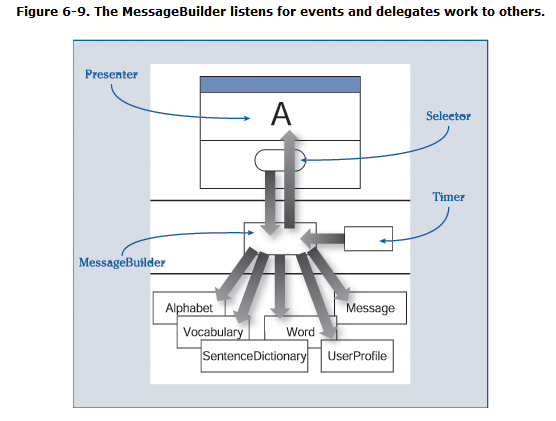 Figure 6-9. The MessageBuilder listens for events and delegates work to others.
Presenter
A
Selector
Timer
MessageBuilder
Alphabet
Message
Vocabulary
Word
SentenceDictionary
UserProfile